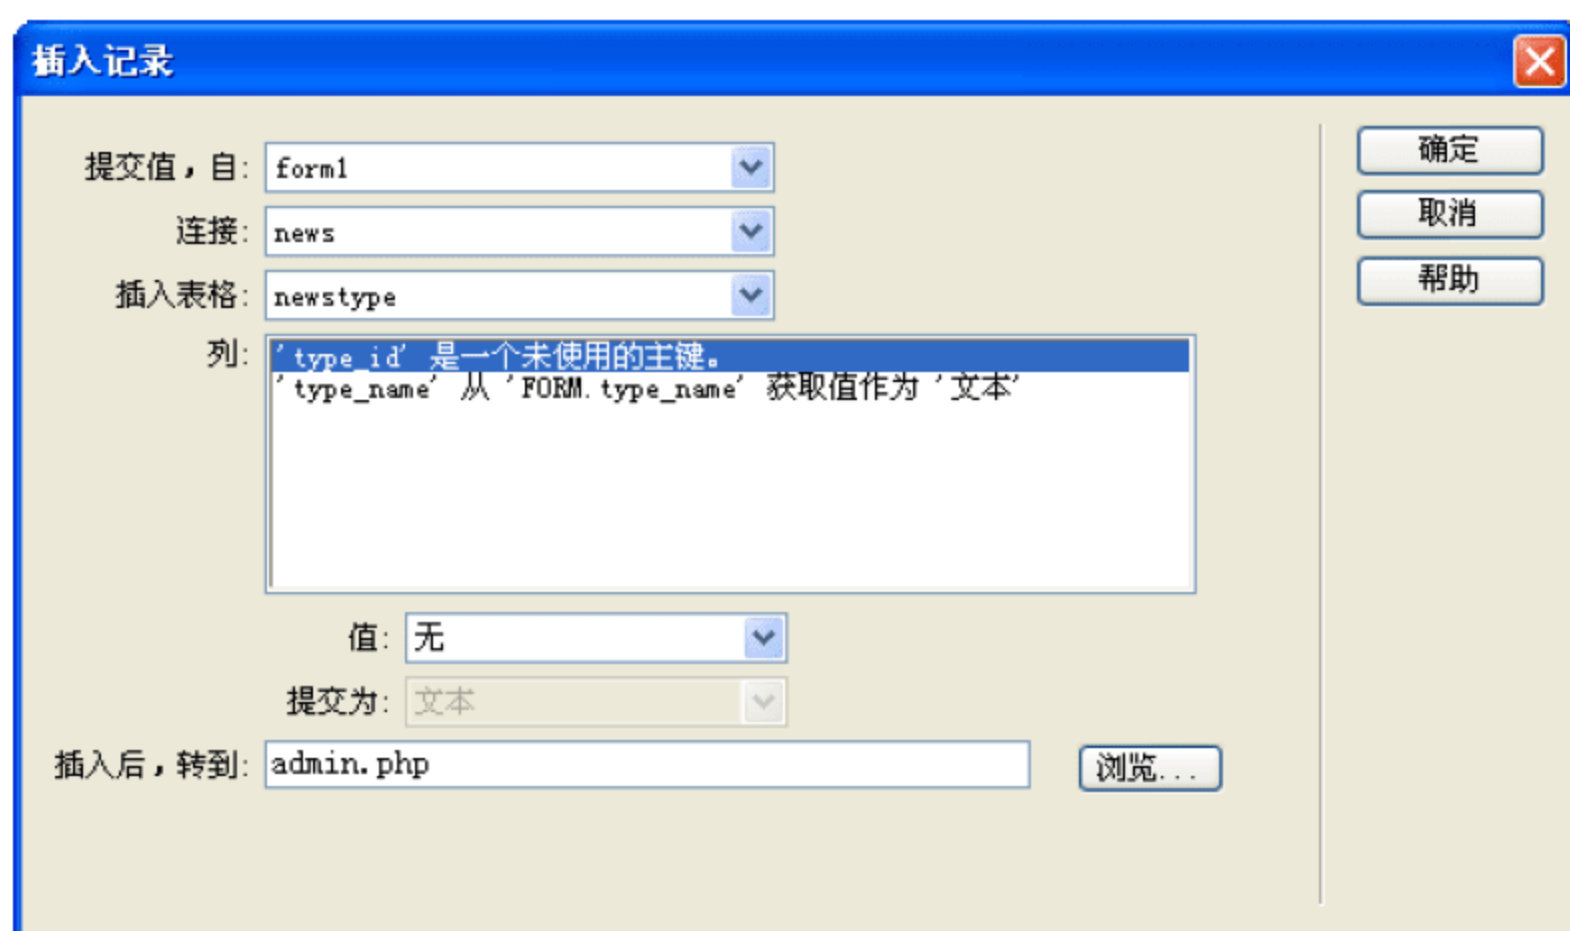 插入记录
提交值，自: form1
确定
连接: news
取消
插入表格: newstype
帮助
列: 'type_id' 是一个未使用的主键。
'type_name' 从 'FORM.type_name' 获取值作为 '文本'
值: 无
提交为: 文本
插入后，转到: admin.php 浏览...